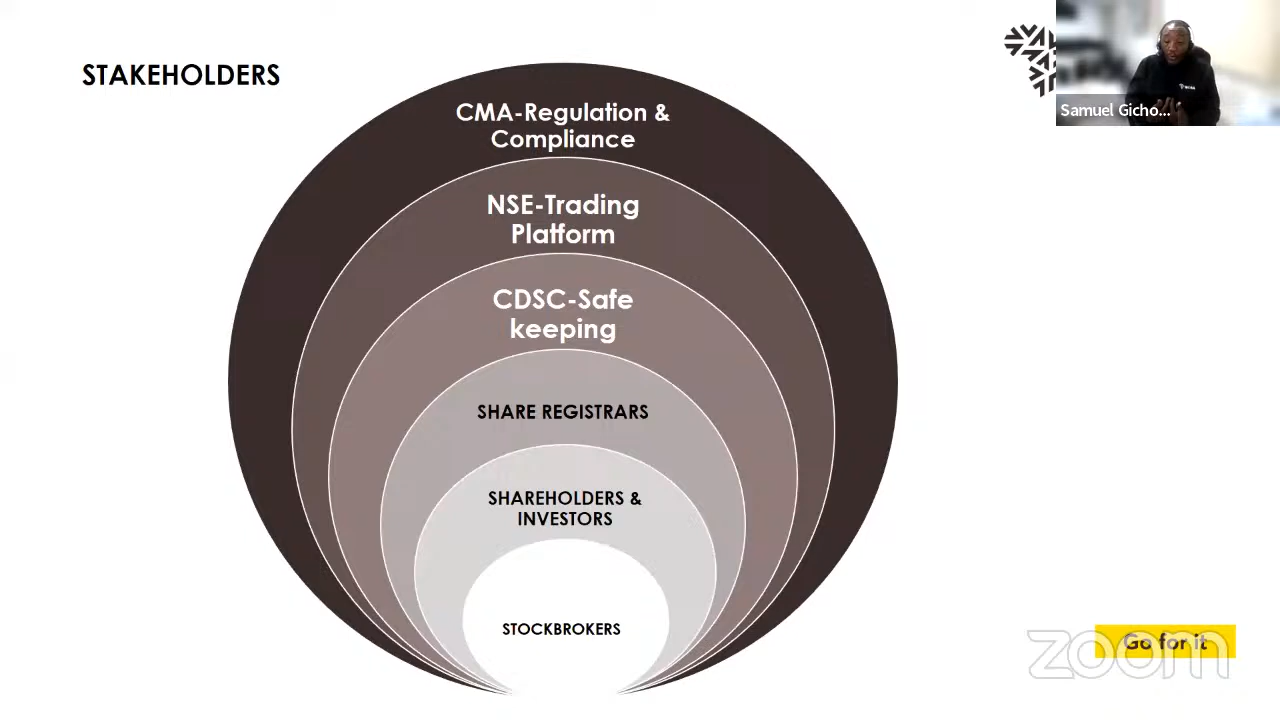 STAKEHOLDERS
CMA-Regulation &
Compliance
NSE-Trading
Platform
CDSC-Safe
keeping
SHARE REGISTRARS
SHAREHOLDERS &
INVESTORS
STOCKBROKERS
Samuel Gicho...
Go for it
zoom